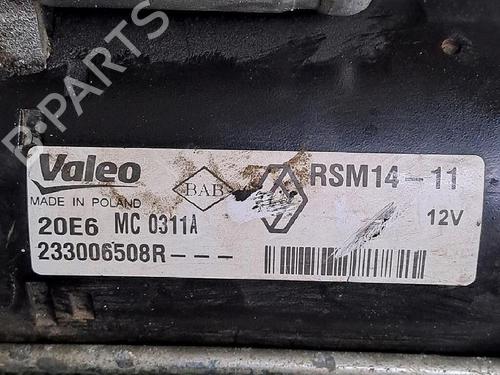 Valeo
BAB
RSM14-11
MADE IN POLAND
12V
20E6 MC 0311A
233006508R---
B-PARTS